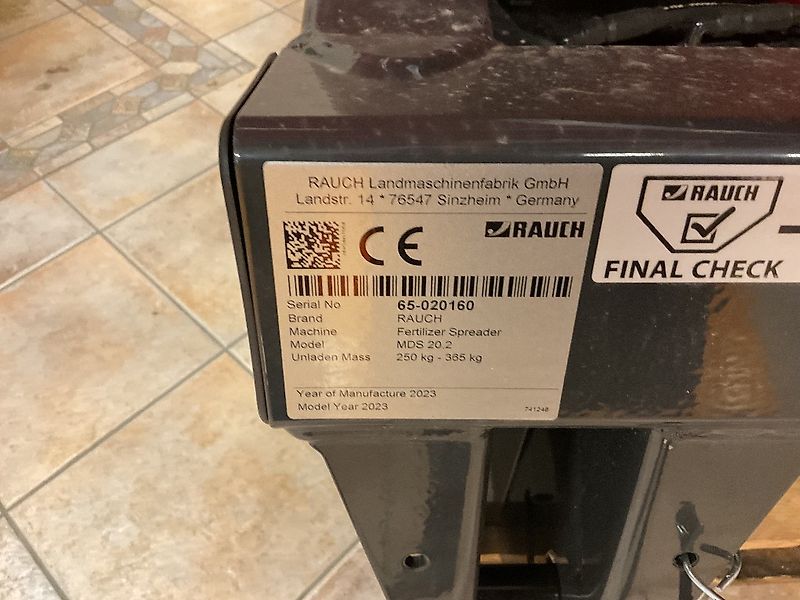 RAUCH Landmaschinenfabrik GmbH
Landstr. 14 * 76547 Sinzheim * Germany
CE
RAUCH
Serial No 65-020160
Brand RAUCH
Machine Fertilizer Spreader
Model MDS 20.2
Unladen Mass 250 kg - 365 kg
Year of Manufacture 2023
Model Year 2023
741248
RAUCH
FINAL CHECK